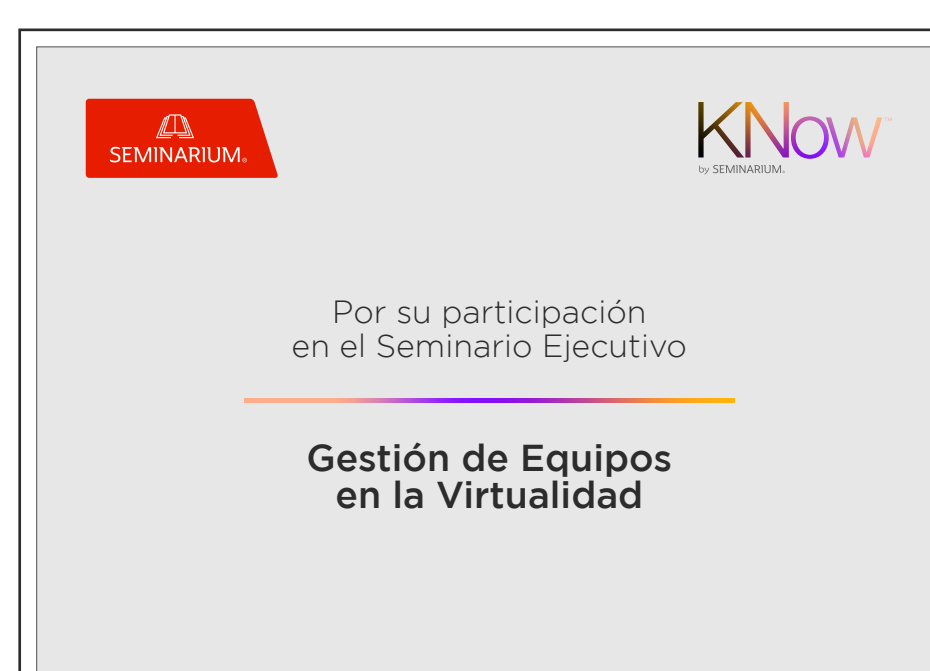 SEMINARIUM®
KNow™
by SEMINARIUM®
Por su participación
en el Seminario Ejecutivo
Gestión de Equipos
en la Virtualidad